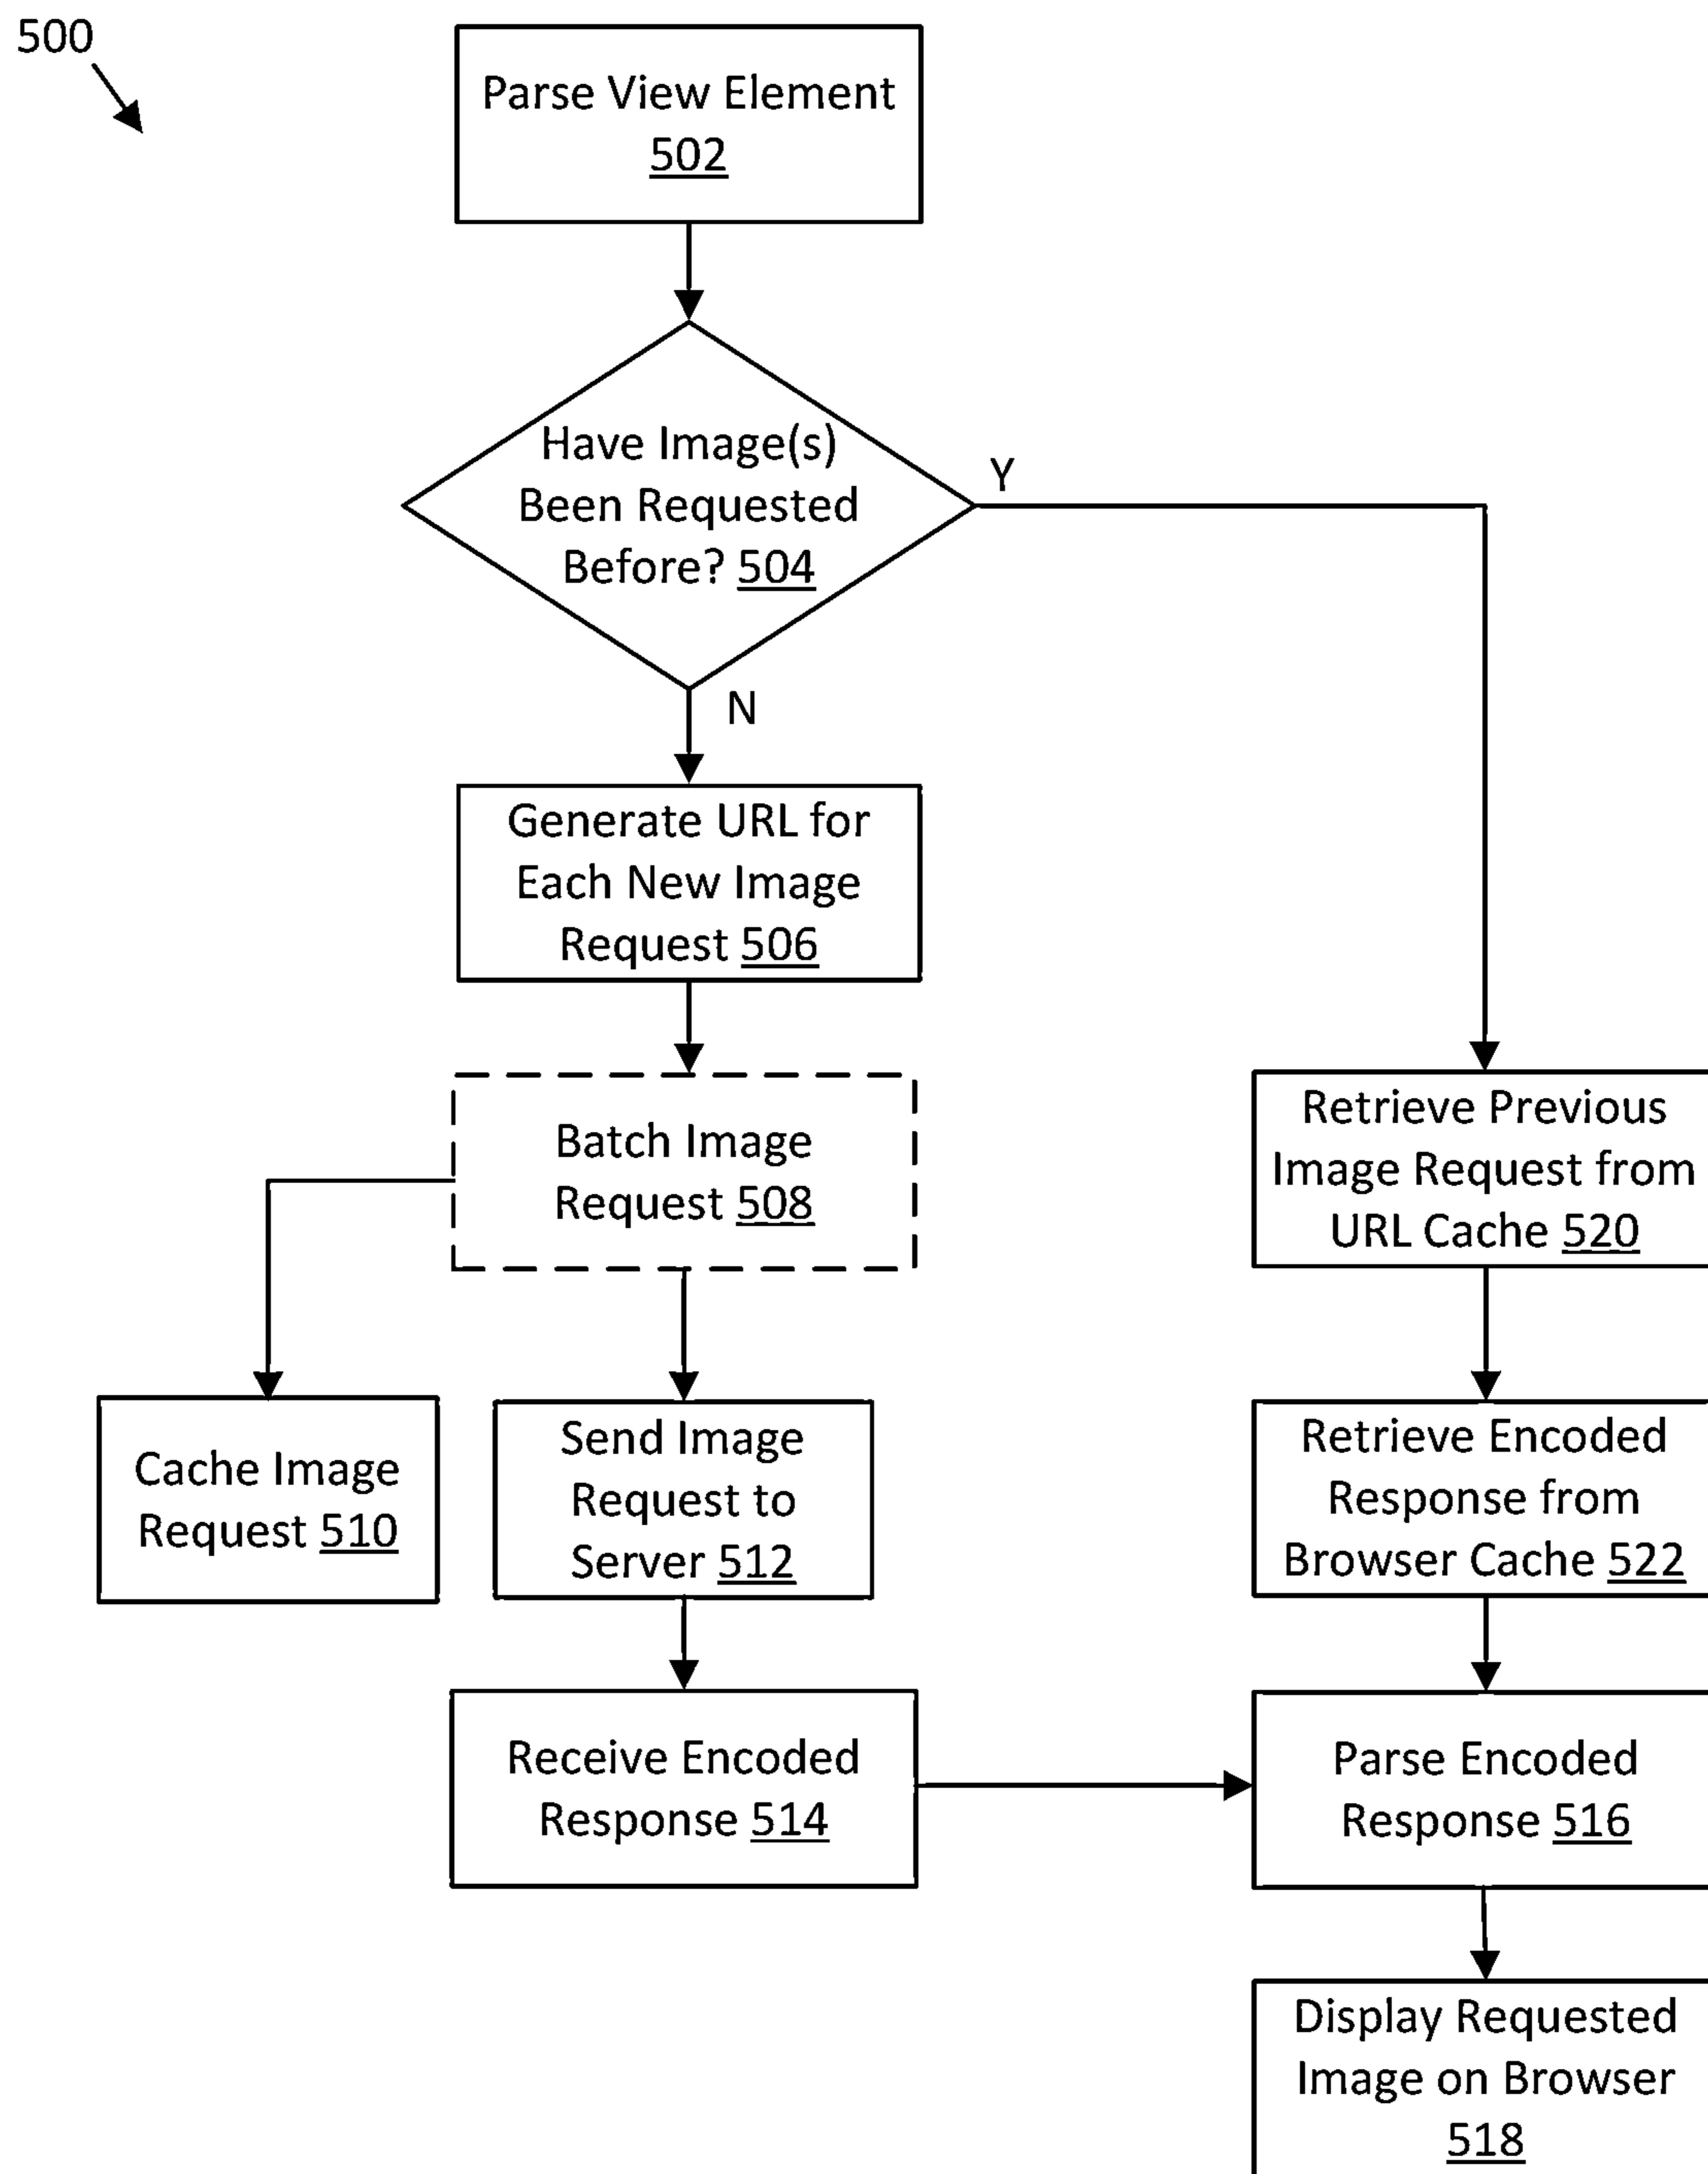 500
Parse View Element
502
Have Image(s)
Been Requested
Before? 504
Y
N
Generate URL for
Each New Image
Request 506
Batch Image
Request 508
Retrieve Previous
Image Request from
URL Cache 520
Cache Image
Request 510
Send Image
Request to
Server 512
Retrieve Encoded
Response from
Browser Cache 522
Receive Encoded
Response 514
Parse Encoded
Response 516
Display Requested
Image on Browser
518